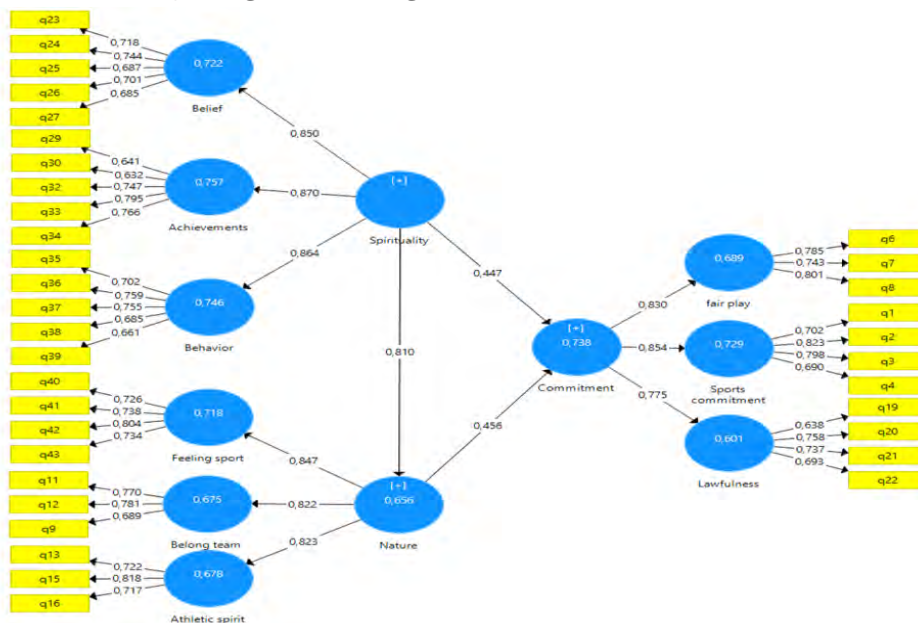 q23
q24
q25
q26
q27
0,718
0,744
0,687
0,701
0,685
0,722
Belief
q29
q30
q32
q33
q34
0,641
0,632
0,747
0,795
0,766
0,757
Achievements
q35
q36
q37
q38
q39
0,702
0,759
0,755
0,685
0,661
0,746
Behavior
q40
q41
q42
q43
0,726
0,738
0,804
0,734
0,718
Feeling sport
q11
q12
q9
0,770
0,781
0,689
0,675
Belong team
q13
q15
q16
0,722
0,818
0,717
0,678
Athletic spirit
0,850
0,870
0,864
[+]
Spirituality
0,810
0,847
0,822
0,823
[+]
0,656
Nature
0,447
0,456
[+]
0,738
Commitment
0,830
0,854
0,775
0,689
fair play
0,785
0,743
0,801
q6
q7
q8
0,729
Sports
commitment
0,702
0,823
0,798
0,690
q1
q2
q3
q4
0,601
Lawfulness
0,638
0,758
0,737
0,693
q19
q20
q21
q22